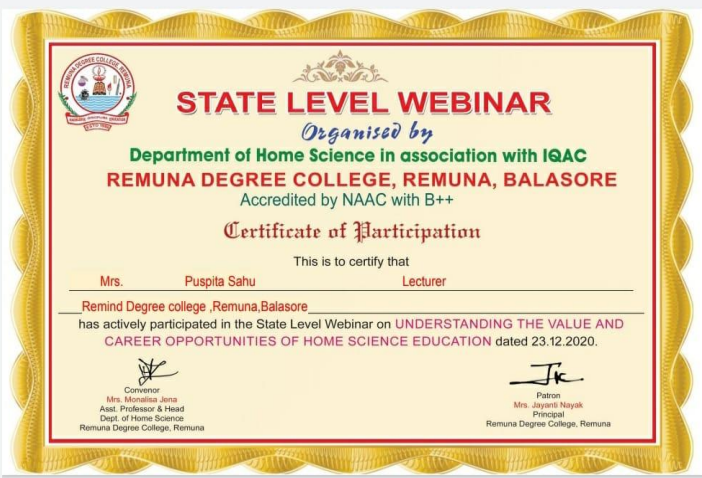 REMUNA DEGREE COLLEGE, REMUNA
STATE LEVEL WEBINAR
Organised by
Department of Home Science in association with IQAC
REMUNA DEGREE COLLEGE, REMUNA, BALASORE
Accredited by NAAC with B++
Certificate of Participation
This is to certify that
Mrs. Puspita Sahu Lecturer
Remind Degree college ,Remuna,Balasore
has actively participated in the State Level Webinar on UNDERSTANDING THE VALUE AND
CAREER OPPORTUNITIES OF HOME SCIENCE EDUCATION dated 23.12.2020.
Convenor
Mrs. Monalisa Jena
Asst. Professor & Head
Dept. of Home Science
Remuna Degree College, Remuna
Patron
Mrs. Jayanti Nayak
Principal
Remuna Degree College, Remuna